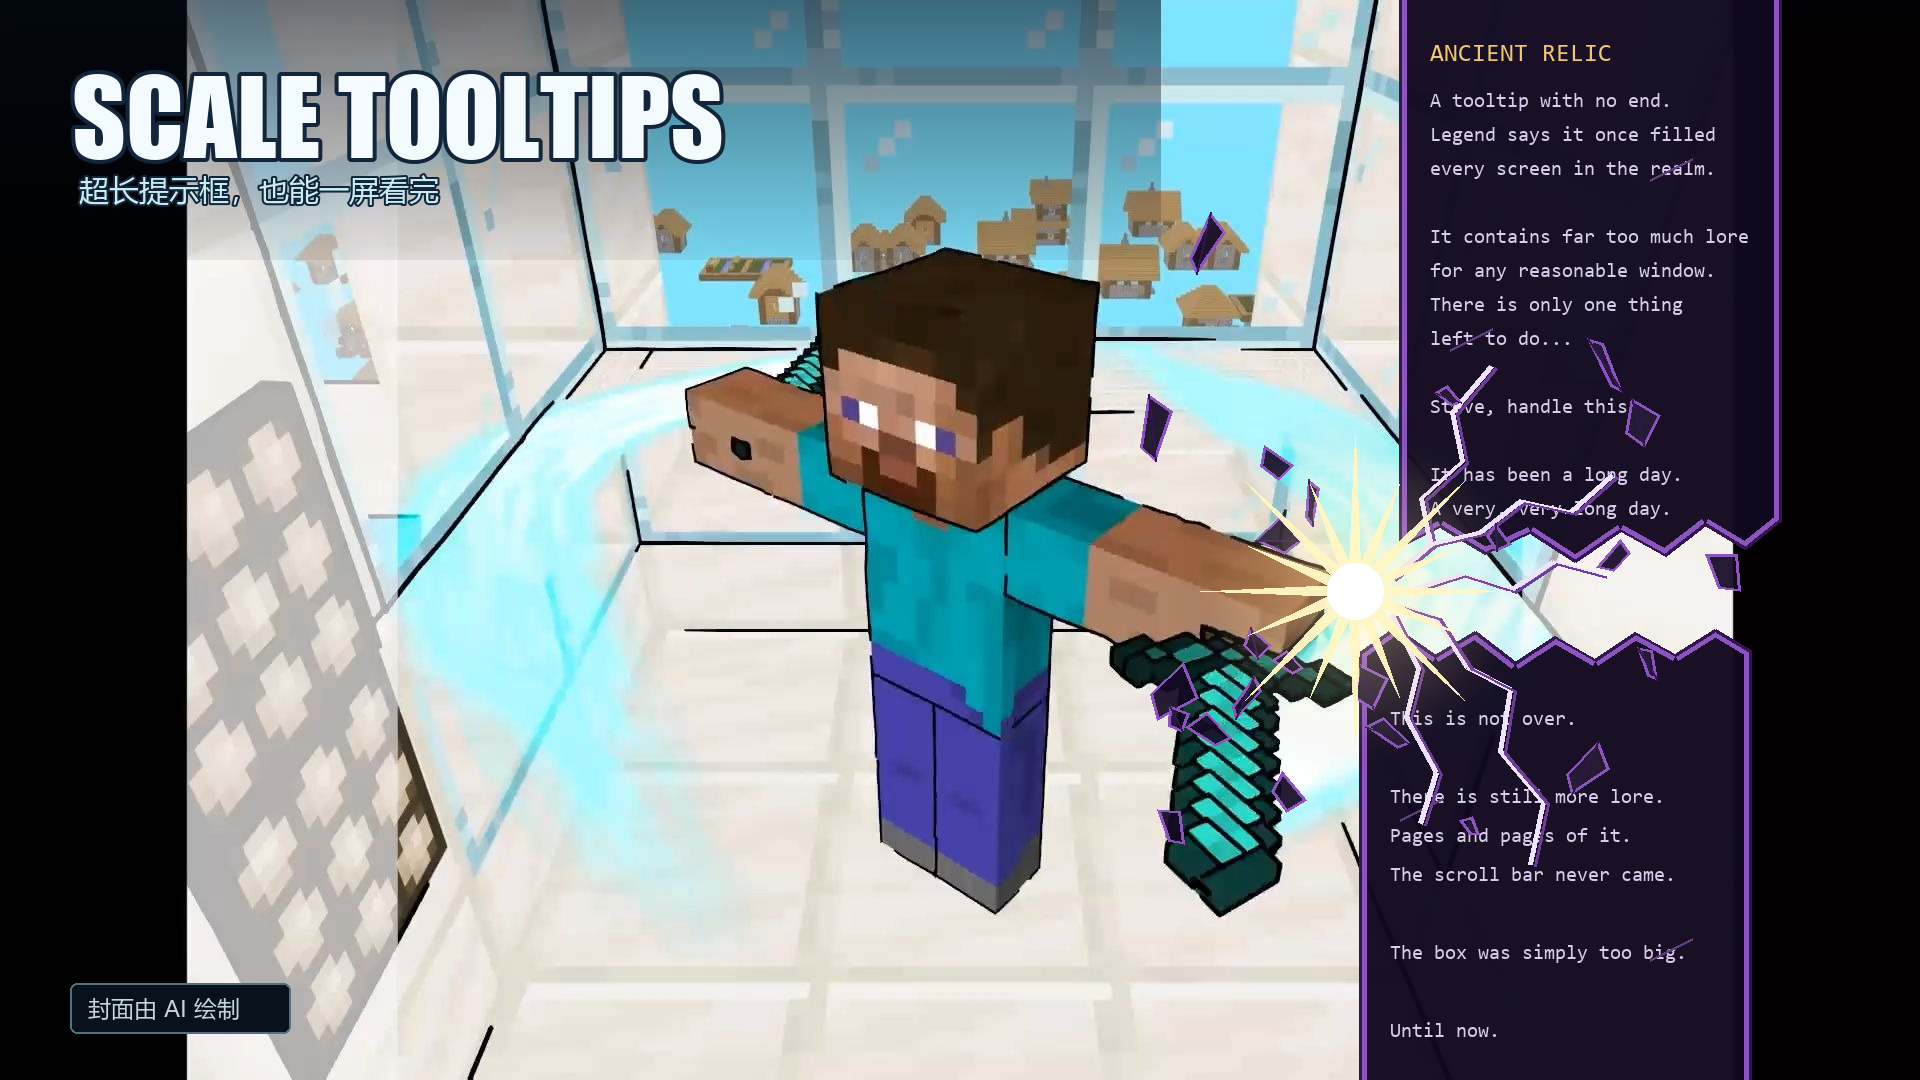 SCALE TOOLTIPS
超长提示框，也能一屏看完
ANCIENT RELIC
A tooltip with no end.
Legend says it once filled
every screen in the realm.
It contains far too much lore
for any reasonable window.
There is only one thing
left to do...
Steve, handle this.
It has been a long day.
A very, very long day.
This is not over.
There is still more lore.
Pages and pages of it.
The scroll bar never came.
The box was simply too big.
Until now.
封面由 AI 绘制